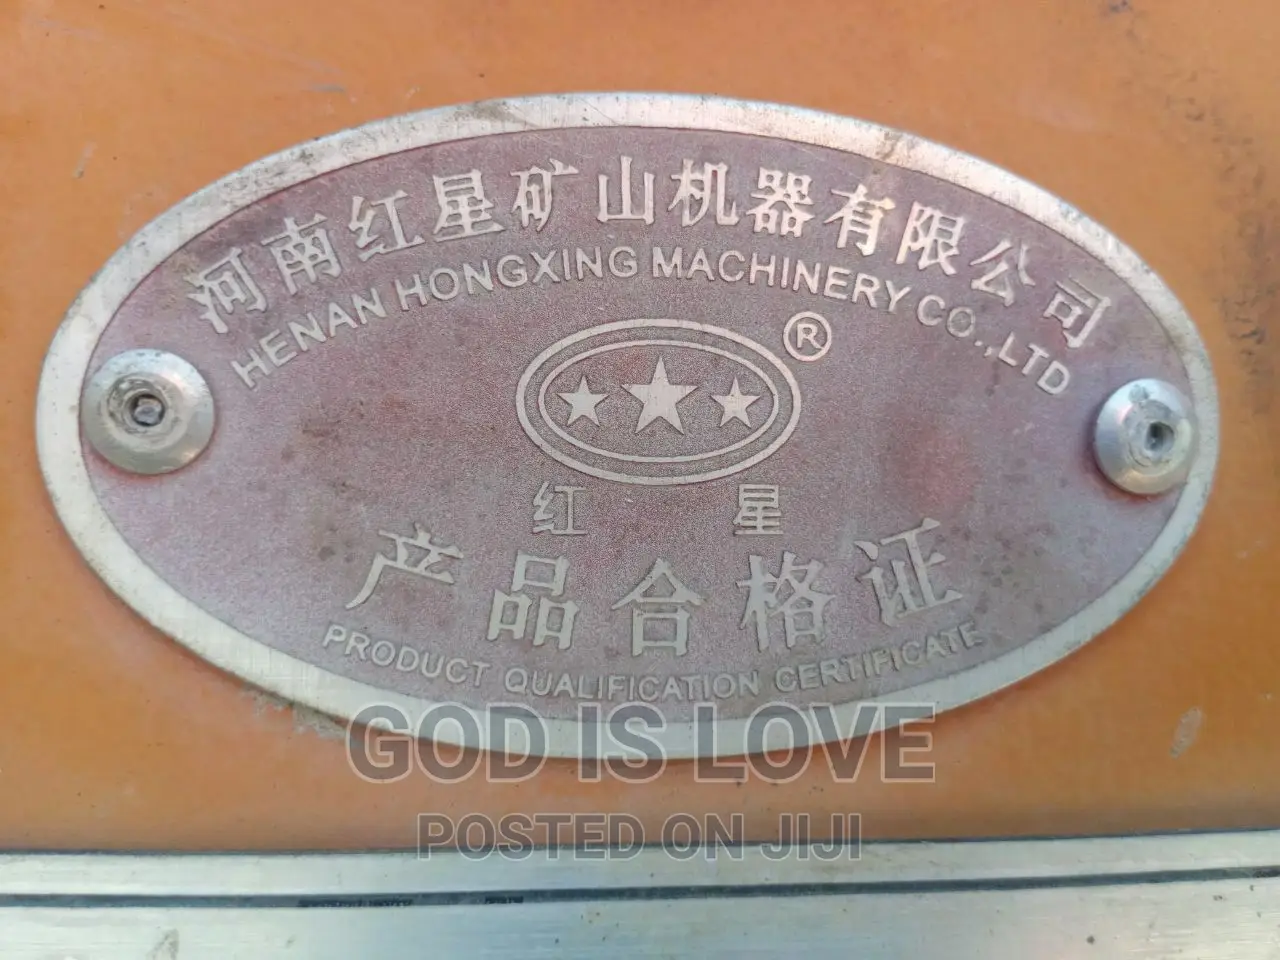 河南红星矿山机器有限公司
HENAN HONGXING MACHINERY CO.,LTD
®
红 星
产品合格证
PRODUCT QUALIFICATION CERTIFICATE
GOD IS LOVE
POSTED ON JIJI